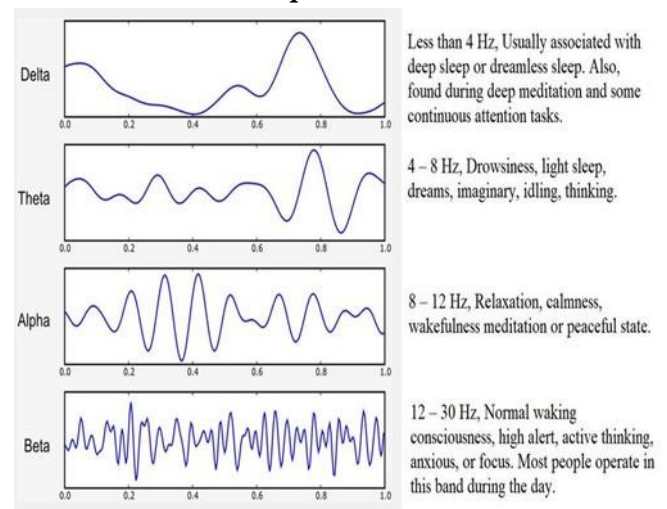 Delta
0.0 0.2 0.4 0.6 0.8 1.0
Less than 4 Hz, Usually associated with
deep sleep or dreamless sleep. Also,
found during deep meditation and some
continuous attention tasks.
Theta
0.0 0.2 0.4 0.6 0.8 1.0
4 – 8 Hz, Drowsiness, light sleep,
dreams, imaginary, idling, thinking.
Alpha
0.0 0.2 0.4 0.6 0.8 1.0
8 – 12 Hz, Relaxation, calmness,
wakefulness meditation or peaceful state.
Beta
0.0 0.2 0.4 0.6 0.8 1.0
12 – 30 Hz, Normal waking
consciousness, high alert, active thinking,
anxious, or focus. Most people operate in
this band during the day.